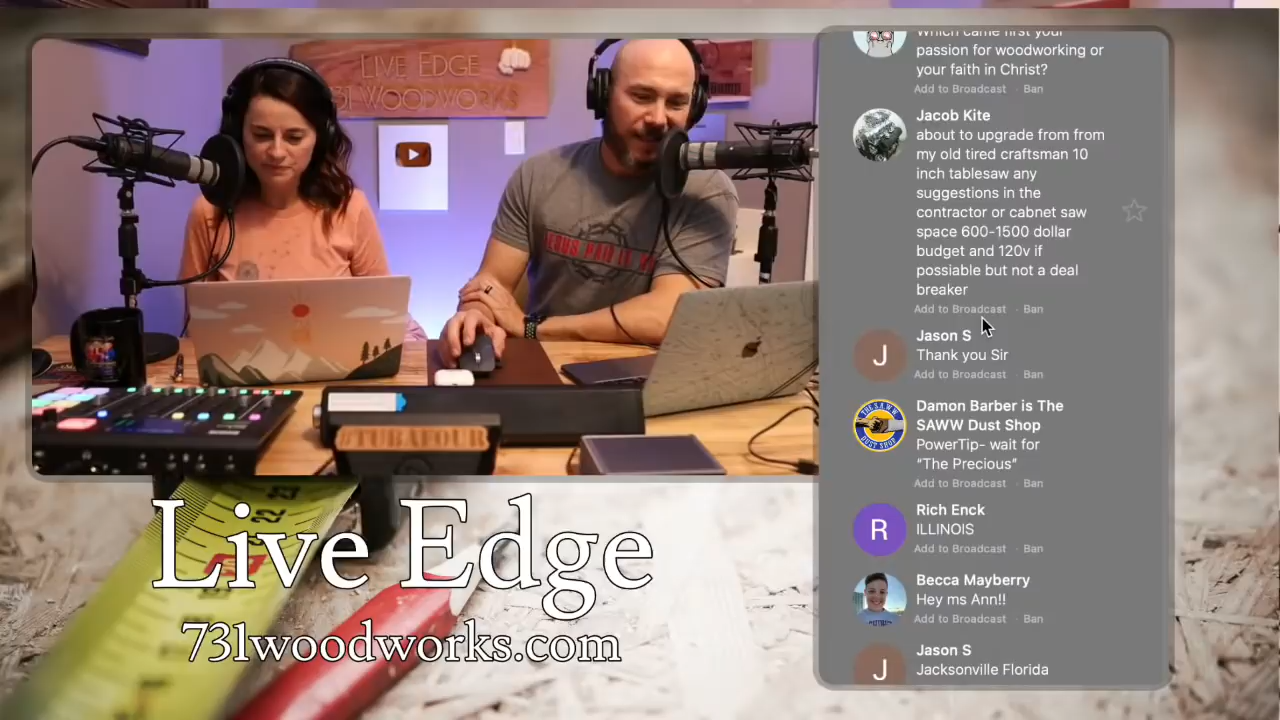 LIVE EDGE
731 WOODWORKS
#TUBAFOUR
Live Edge
731woodworks.com
Which came first your
passion for woodworking or
your faith in Christ?
Add to Broadcast · Ban
Jacob Kite
about to upgrade from from
my old tired craftsman 10
inch tablesaw any
suggestions in the
contractor or cabnet saw
space 600-1500 dollar
budget and 120v if
possiable but not a deal
breaker
Add to Broadcast · Ban
Jason S
J
Thank you Sir
Add to Broadcast · Ban
Damon Barber is The
SAWW Dust Shop
THE S.A.W.W.
DUST SHOP
PowerTip- wait for
“The Precious”
Add to Broadcast · Ban
Rich Enck
R
ILLINOIS
Add to Broadcast · Ban
Becca Mayberry
Hey ms Ann!!
Add to Broadcast · Ban
Jason S
J
Jacksonville Florida